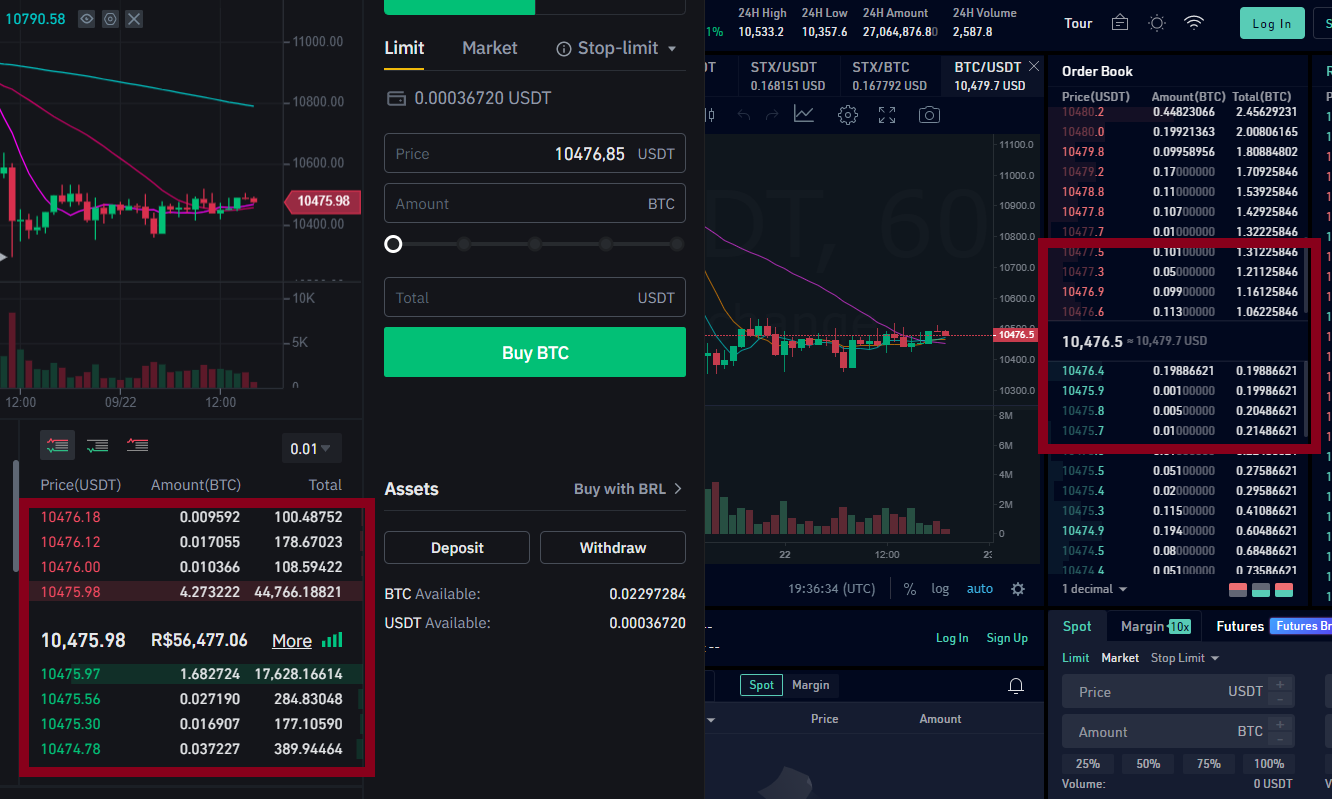 10790.58
11000.00
10800.00
10600.00
10475.98
10400.00
10K
5K
0
12:00 09/22 12:00
0.01
Price(USDT) Amount(BTC) Total
10476.18 0.009592 100.48752
10476.12 0.017055 178.67023
10476.00 0.010366 108.59422
10475.98 4.273222 44,766.18821
10,475.98 R$56,477.06 More
10475.97 1.682724 17,628.16614
10475.56 0.027190 284.83048
10475.30 0.016907 177.10590
10474.78 0.037227 389.94464
Limit Market Stop-limit
0.00036720 USDT
Price 10476,85 USDT
Amount BTC
Total USDT
Buy BTC
Assets Buy with BRL
Deposit Withdraw
BTC Available: 0.02297284
USDT Available: 0.00036720
24H High 24H Low 24H Amount 24H Volume
1% 10,533.2 10,357.6 27,064,876.80 2,587.8
Tour Log In S
DT STX/USDT STX/BTC BTC/USDT
0.168151 USD 0.167792 USD 10,479.7 USD
DT, 60
11100.0
11000.0
10900.0
10800.0
10700.0
10600.0
10500.0
10476.5
10400.0
10300.0
8M
6M
4M
2M
0
22 12:00 23
19:36:34 (UTC) % log auto
Log In Sign Up
Spot Margin
Price Amount
Order Book
Price(USDT) Amount(BTC) Total(BTC)
10480.2 0.44823066 2.45629231
10480.0 0.19921363 2.00806165
10479.8 0.09958956 1.80884802
10479.2 0.17000000 1.70925846
10478.8 0.11000000 1.53925846
10477.8 0.10700000 1.42925846
10477.7 0.01000000 1.32225846
10477.5 0.10100000 1.31225846
10477.3 0.05000000 1.21125846
10476.9 0.09900000 1.16125846
10476.6 0.11300000 1.06225846
10,476.5 ≈ 10,479.7 USD
10476.4 0.19886621 0.19886621
10475.9 0.00100000 0.19986621
10475.8 0.00500000 0.20486621
10475.7 0.01000000 0.21486621
10475.5 0.05100000 0.27586621
10475.4 0.02000000 0.29586621
10475.3 0.11500000 0.41086621
10474.9 0.19400000 0.60486621
10474.5 0.08000000 0.68486621
10474.4 0.05100000 0.73586621
1 decimal
Spot Margin 10x Futures Futures Br
Limit Market Stop Limit
Price USDT
Amount BTC
25% 50% 75% 100%
Volume: 0 USDT